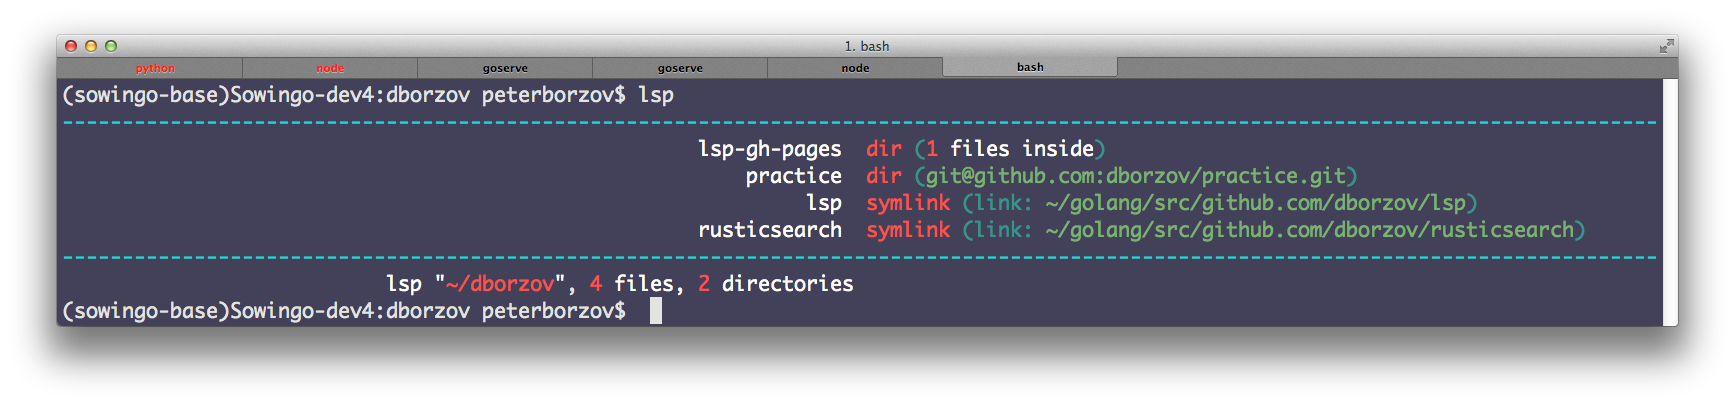 1. bash
python node goserve goserve node bash
(sowingo-base)Sowingo-dev4:dborzov peterborzov$ lsp
lsp-gh-pages dir (1 files inside)
practice dir (git@github.com:dborzov/practice.git)
lsp symlink (link: ~/golang/src/github.com/dborzov/lsp)
rusticsearch symlink (link: ~/golang/src/github.com/dborzov/rusticsearch)
lsp "~/dborzov", 4 files, 2 directories
(sowingo-base)Sowingo-dev4:dborzov peterborzov$